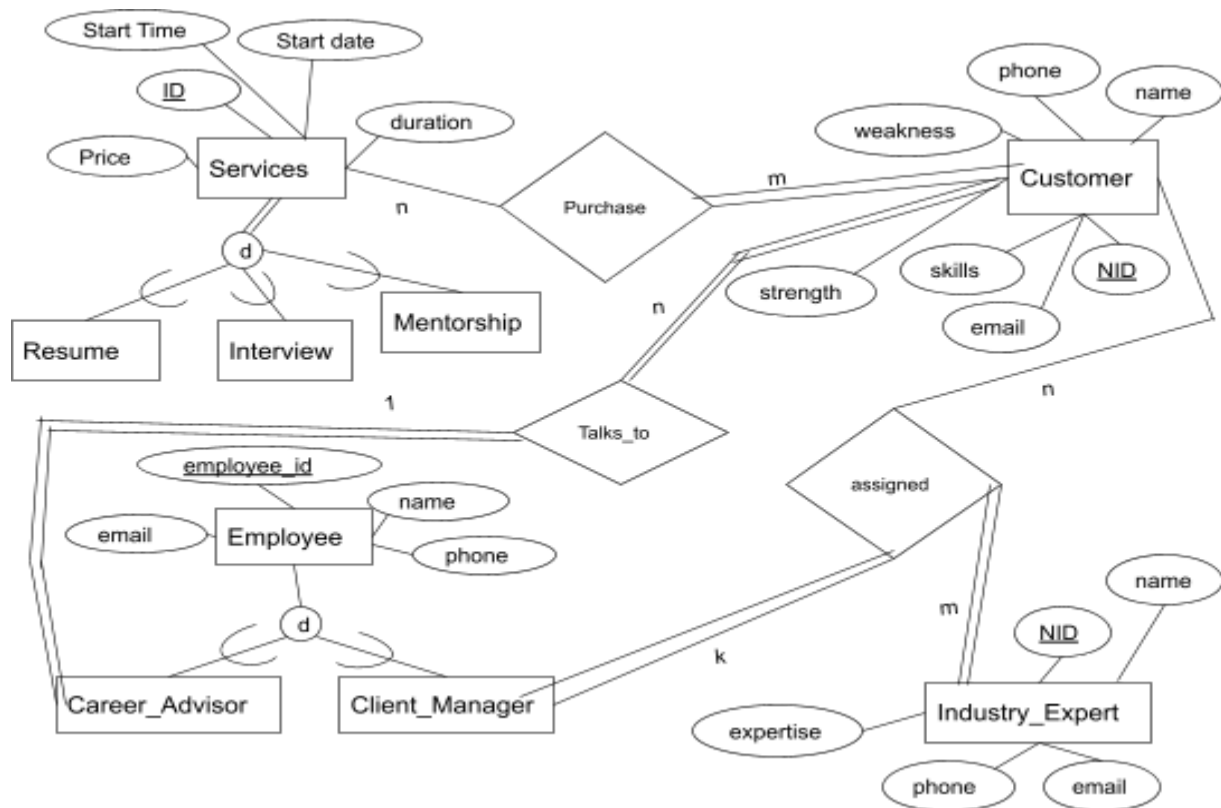 Start Time
Start date
ID
duration
Price
Services
n
Purchase
m
phone
name
weakness
Customer
skills
NID
strength
email
d
Resume
Interview
Mentorship
n
n
1
Talks_to
assigned
employee_id
name
email
Employee
phone
d
Career_Advisor
Client_Manager
k
m
name
NID
Industry_Expert
expertise
phone
email